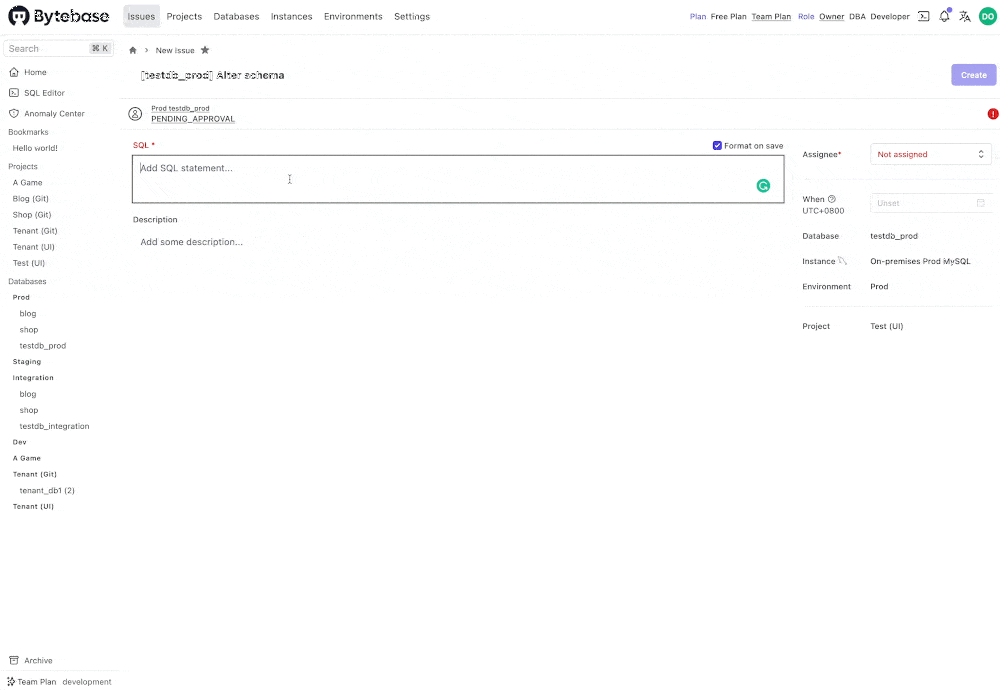 Bytebase Issues Projects Databases Instances Environments Settings Plan Free Plan Team Plan Role Owner DBA Developer DO
Search ⌘ K
New Issue
[testdb_prod] Alter schema
Create
Prod testdb_prod
PENDING_APPROVAL
SQL *
Format on save
Add SQL statement...
Description
Add some description...
Assignee* Not assigned
When Unset
UTC+0800
Database testdb_prod
Instance On-premises Prod MySQL
Environment Prod
Project Test (UI)
Home
SQL Editor
Anomaly Center
Bookmarks
Hello world!
Projects
A Game
Blog (Git)
Shop (Git)
Tenant (Git)
Tenant (UI)
Test (UI)
Databases
Prod
blog
shop
testdb_prod
Staging
Integration
blog
shop
testdb_integration
Dev
A Game
Tenant (Git)
tenant_db1 (2)
Tenant (UI)
Archive
Team Plan development